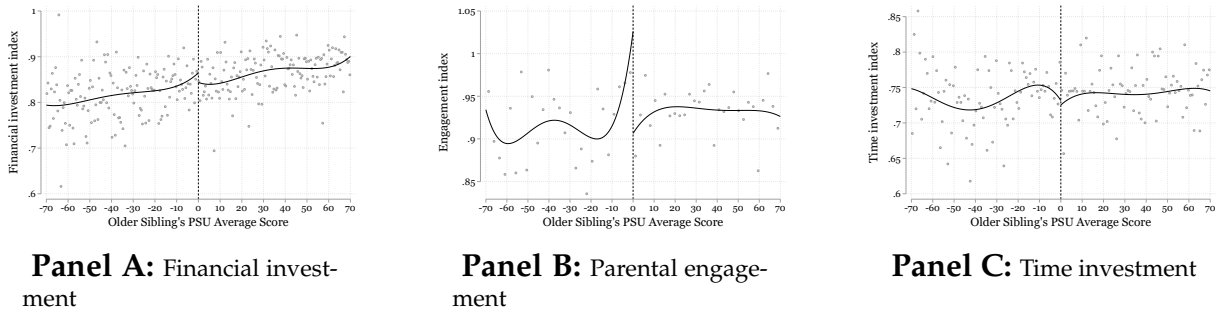 Financial investment index
1
.9
.8
.7
.6
-70 -60 -50 -40 -30 -20 -10 0 10 20 30 40 50 60 70
Older Sibling's PSU Average Score
Panel A: Financial invest-
ment
Engagement index
1.05
1
.95
.9
.85
-70 -60 -50 -40 -30 -20 -10 0 10 20 30 40 50 60 70
Older Sibling's PSU Average Score
Panel B: Parental engage-
ment
Time investment index
.85
.8
.75
.7
.65
.6
-70 -60 -50 -40 -30 -20 -10 0 10 20 30 40 50 60 70
Older Sibling's PSU Average Score
Panel C: Time investment